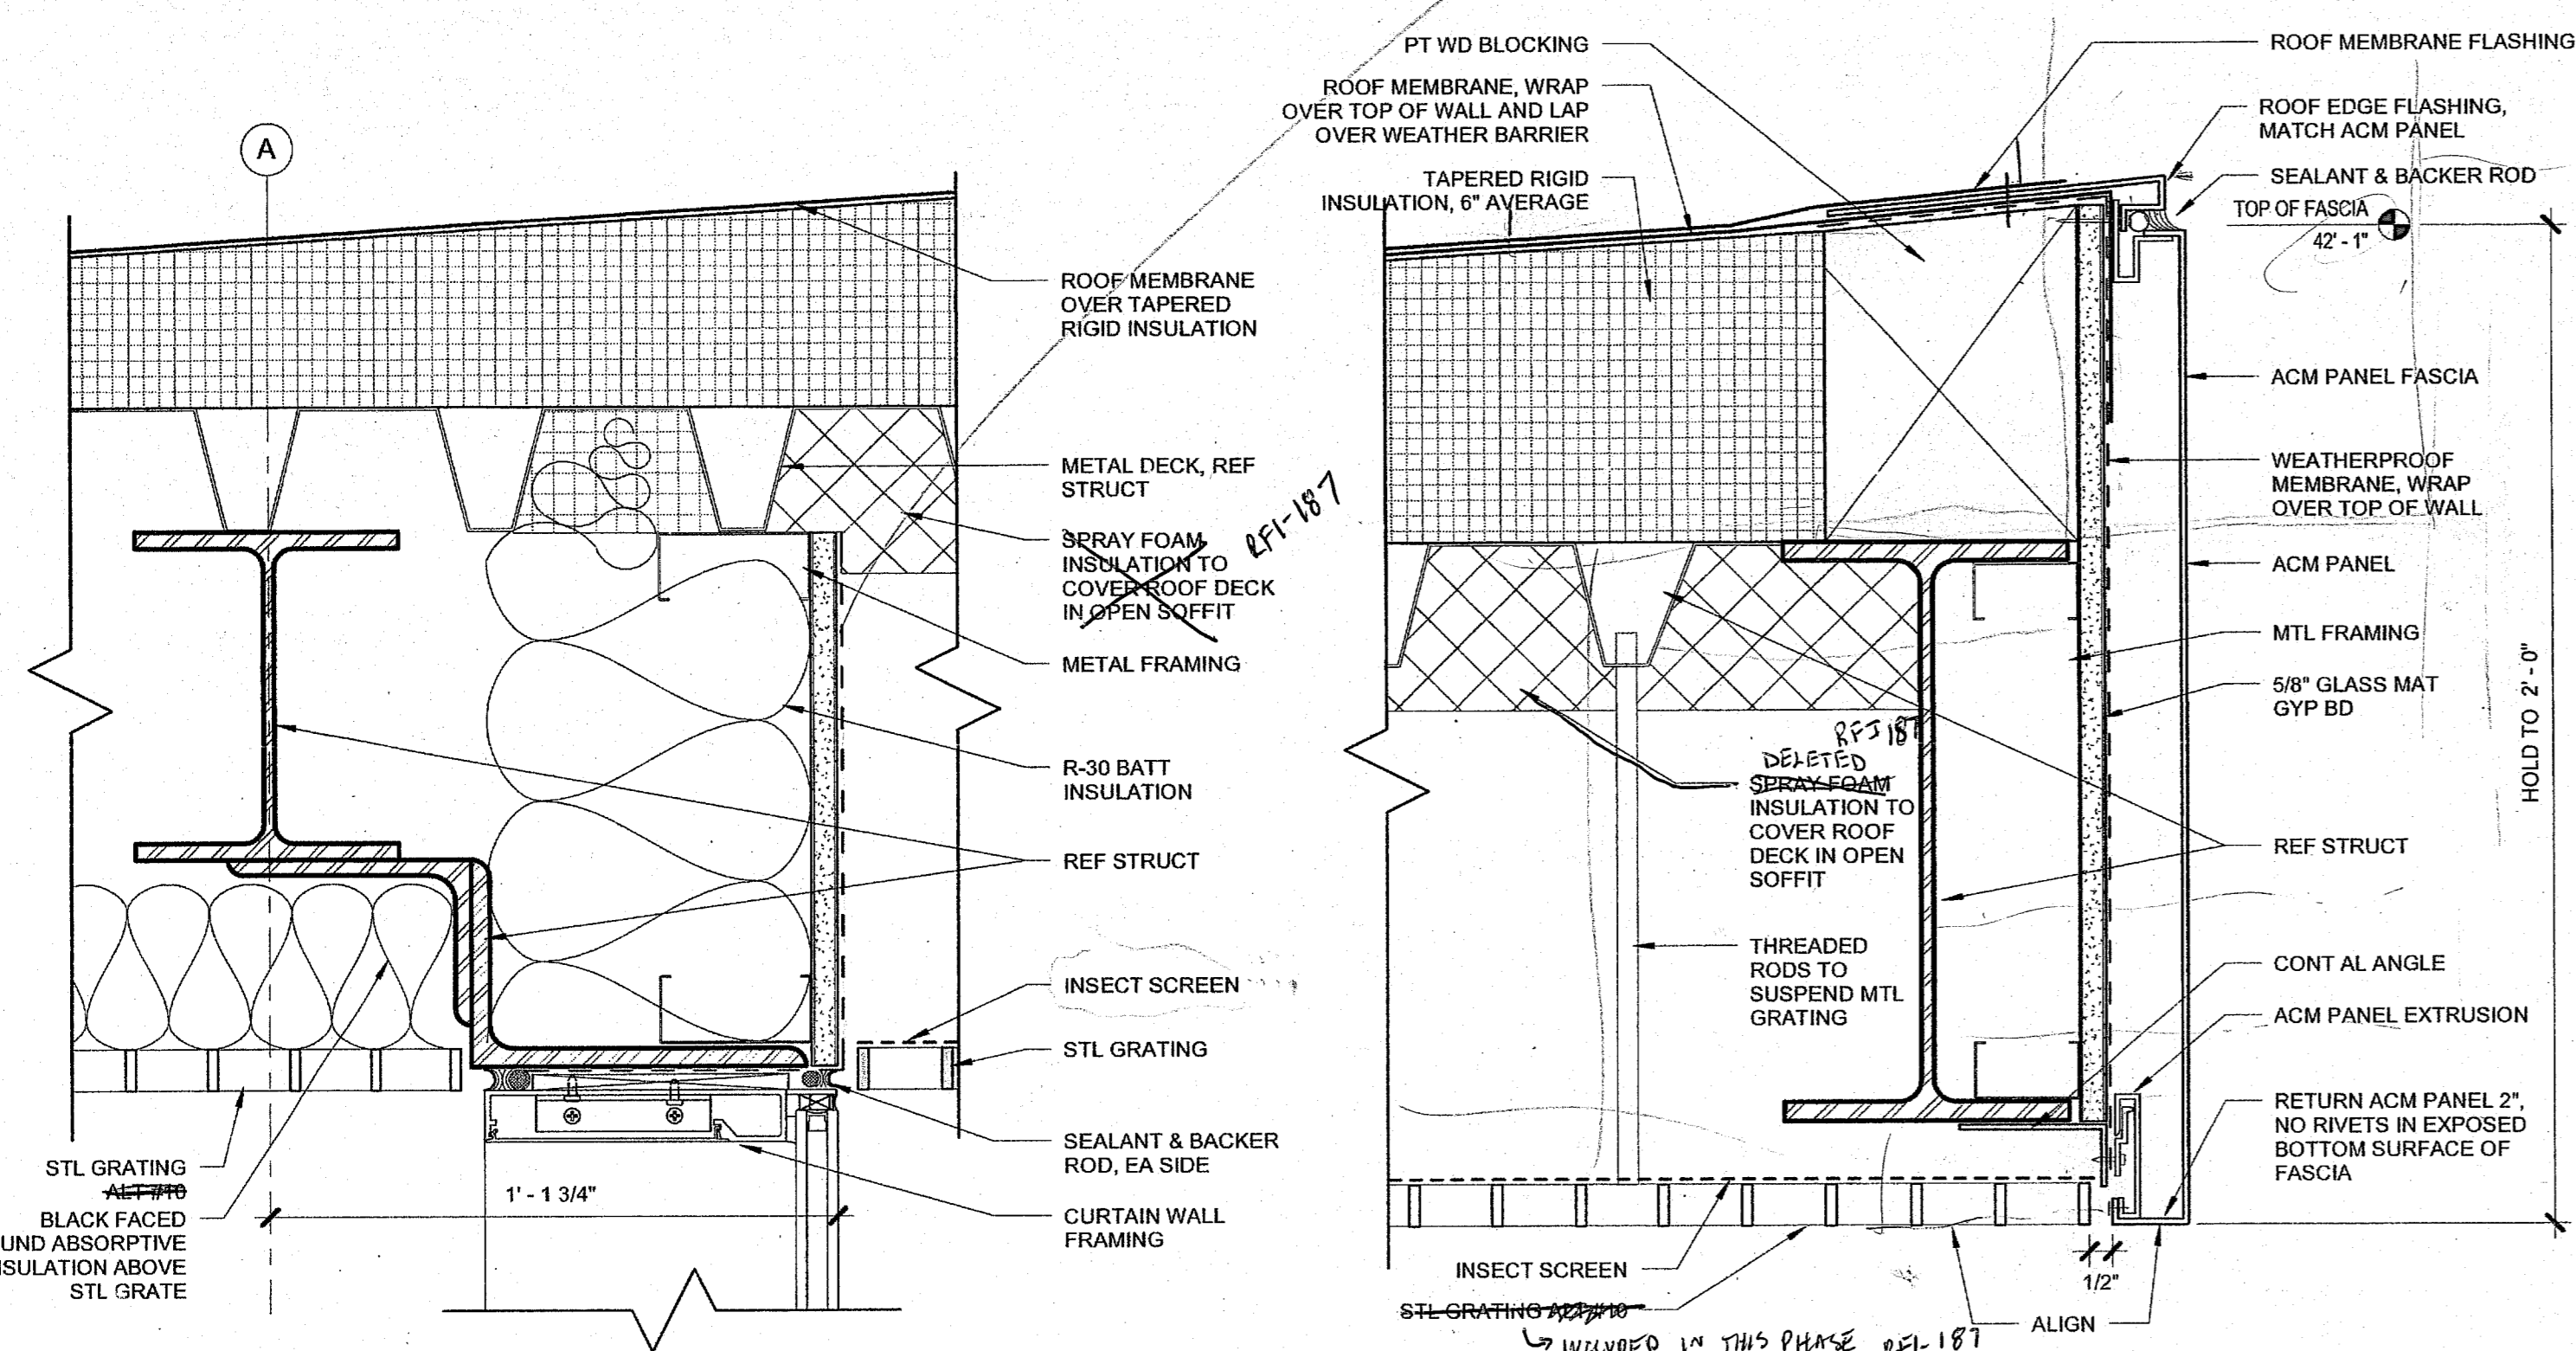 A
ROOF MEMBRANE
OVER TAPERED
RIGID INSULATION
METAL DECK, REF
STRUCT
SPRAY FOAM
INSULATION TO
COVER ROOF DECK
IN OPEN SOFFIT
RFI-187
METAL FRAMING
R-30 BATT
INSULATION
REF STRUCT
INSECT SCREEN
STL GRATING
SEALANT & BACKER
ROD, EA SIDE
CURTAIN WALL
FRAMING
STL GRATING
ALT #10
BLACK FACED
UND ABSORPTIVE
SULATION ABOVE
STL GRATE
1' - 1 3/4"
PT WD BLOCKING
ROOF MEMBRANE, WRAP
OVER TOP OF WALL AND LAP
OVER WEATHER BARRIER
TAPERED RIGID
INSULATION, 6" AVERAGE
ROOF MEMBRANE FLASHING
ROOF EDGE FLASHING,
MATCH ACM PANEL
SEALANT & BACKER ROD
TOP OF FASCIA
42' - 1"
ACM PANEL FASCIA
WEATHERPROOF
MEMBRANE, WRAP
OVER TOP OF WALL
ACM PANEL
MTL FRAMING
5/8" GLASS MAT
GYP BD
HOLD TO 2' - 0"
RFI 187
DELETED
SPRAY FOAM
INSULATION TO
COVER ROOF
DECK IN OPEN
SOFFIT
REF STRUCT
THREADED
RODS TO
SUSPEND MTL
GRATING
CONT AL ANGLE
ACM PANEL EXTRUSION
RETURN ACM PANEL 2",
NO RIVETS IN EXPOSED
BOTTOM SURFACE OF
FASCIA
INSECT SCREEN
STL GRATING ALT #10
INCLUDED IN THIS PHASE RFI-187
1/2"
ALIGN